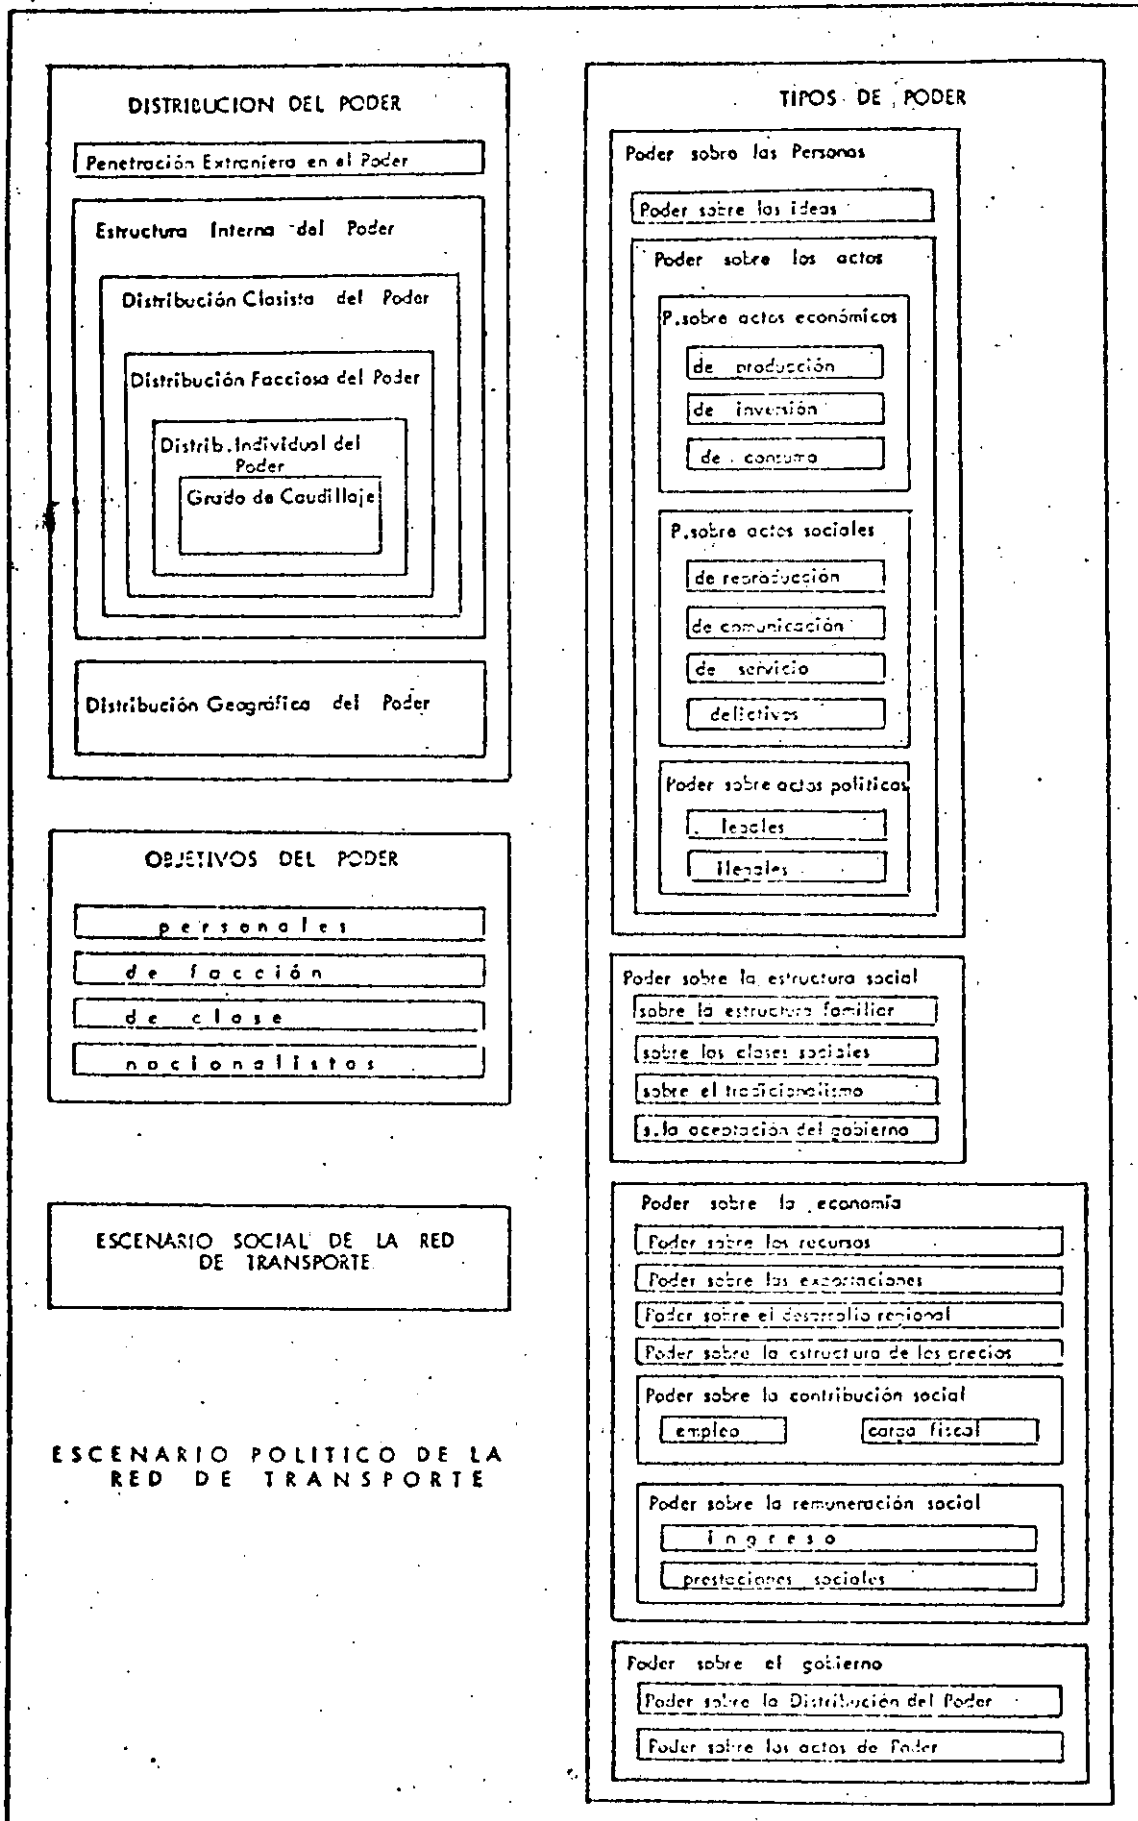 DISTRIBUCION DEL PODER
Penetración Extranjera en el Poder
Estructura Interna del Poder
Distribución Clasista del Poder
Distribución Facciosa del Poder
Distrib. Individual del
Poder
Grado de Caudillaje
Distribución Geográfica del Poder
OBJETIVOS DEL PODER
personales
de facción
de clase
nacionalistas
ESCENARIO SOCIAL DE LA RED
DE TRANSPORTE
ESCENARIO POLITICO DE LA
RED DE TRANSPORTE
TIPOS DE PODER
Poder sobre las Personas
Poder sobre las ideas
Poder sobre los actos
P.sobre actos económicos
de producción
de inversión
de consumo
P.sobre actos sociales
de reproducción
de comunicación
de servicio
delictivos
Poder sobre actos políticos
legales
ilegales
Poder sobre la estructura social
sobre la estructura familiar
sobre las clases sociales
sobre el tradicionalismo
s.la aceptación del gobierno
Poder sobre la economía
Poder sobre los recursos
Poder sobre las exportaciones
Poder sobre el desarrollo regional
Poder sobre la estructura de los precios
Poder sobre la contribución social
empleo
carga fiscal
Poder sobre la remuneración social
Ingreso
prestaciones sociales
Poder sobre el gobierno
Poder sobre la Distribución del Poder
Poder sobre los actos de Poder